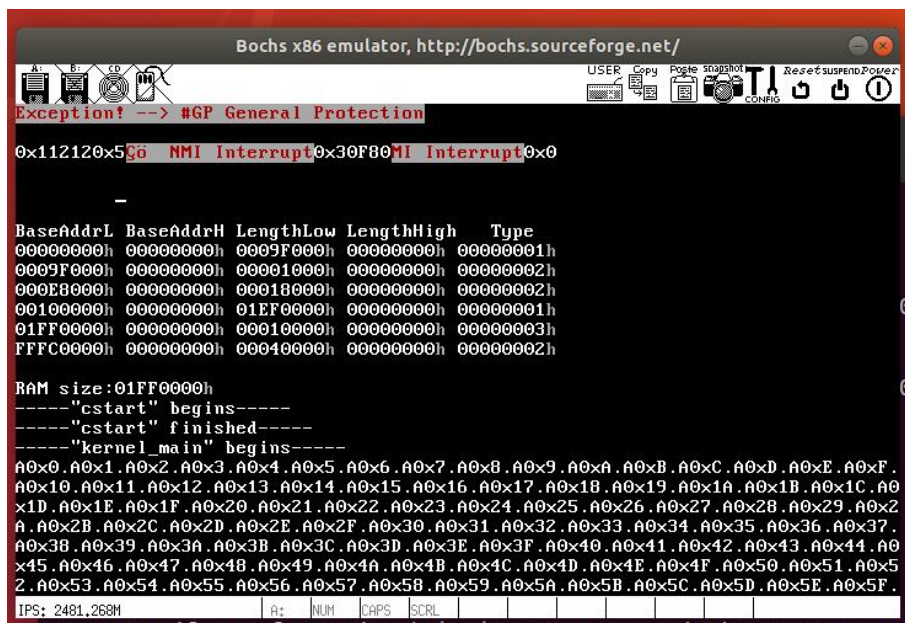 Bochs x86 emulator, http://bochs.sourceforge.net/
A: B: CD USER Copy Paste snapshot CONFIG Reset SUSPEND Power
Exception! --> #GP General Protection
0x112120x5Çö NMI Interrupt0x30F80MI Interrupt0x0
BaseAddrL BaseAddrH LengthLow LengthHigh Type
00000000h 00000000h 0009F000h 00000000h 00000001h
0009F000h 00000000h 00001000h 00000000h 00000002h
000E8000h 00000000h 00018000h 00000000h 00000002h
00100000h 00000000h 01EF0000h 00000000h 00000001h
01FF0000h 00000000h 00010000h 00000000h 00000003h
FFFC0000h 00000000h 00040000h 00000000h 00000002h
RAM size:01FF0000h
-----"cstart" begins-----
-----"cstart" finished-----
-----"kernel_main" begins-----
A0x0.A0x1.A0x2.A0x3.A0x4.A0x5.A0x6.A0x7.A0x8.A0x9.A0xA.A0xB.A0xC.A0xD.A0xE.A0xF.
A0x10.A0x11.A0x12.A0x13.A0x14.A0x15.A0x16.A0x17.A0x18.A0x19.A0x1A.A0x1B.A0x1C.A0
x1D.A0x1E.A0x1F.A0x20.A0x21.A0x22.A0x23.A0x24.A0x25.A0x26.A0x27.A0x28.A0x29.A0x2
A.A0x2B.A0x2C.A0x2D.A0x2E.A0x2F.A0x30.A0x31.A0x32.A0x33.A0x34.A0x35.A0x36.A0x37.
A0x38.A0x39.A0x3A.A0x3B.A0x3C.A0x3D.A0x3E.A0x3F.A0x40.A0x41.A0x42.A0x43.A0x44.A0
x45.A0x46.A0x47.A0x48.A0x49.A0x4A.A0x4B.A0x4C.A0x4D.A0x4E.A0x4F.A0x50.A0x51.A0x5
2.A0x53.A0x54.A0x55.A0x56.A0x57.A0x58.A0x59.A0x5A.A0x5B.A0x5C.A0x5D.A0x5E.A0x5F.
IPS: 2481,268M A: NUM CAPS SCRL